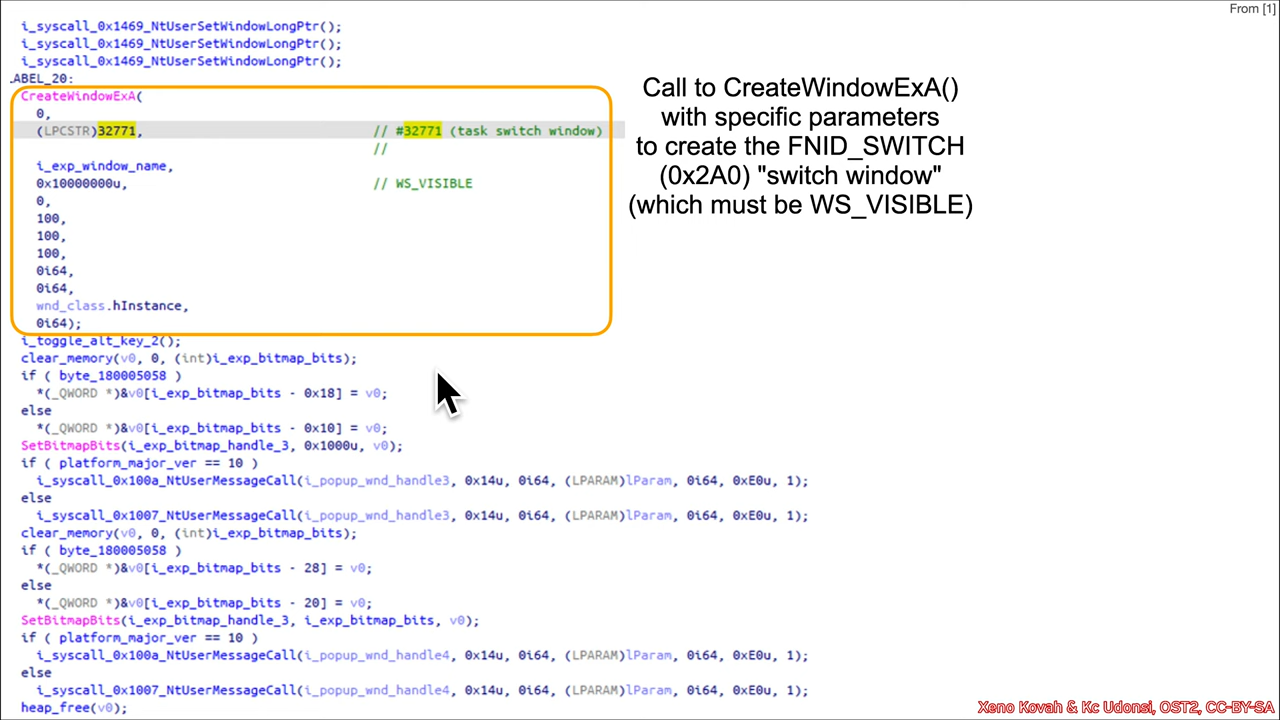 From [1]
i_syscall_0x1469_NtUserSetWindowLongPtr();
i_syscall_0x1469_NtUserSetWindowLongPtr();
i_syscall_0x1469_NtUserSetWindowLongPtr();
.ABEL_20:
CreateWindowExA(
0,
(LPCSTR)32771, // #32771 (task switch window)
//
i_exp_window_name,
0x10000000u, // WS_VISIBLE
0,
100,
100,
100,
0i64,
0i64,
wnd_class.hInstance,
0i64);
Call to CreateWindowExA()
with specific parameters
to create the FNID_SWITCH
(0x2A0) "switch window"
(which must be WS_VISIBLE)
i_toggle_alt_key_2();
clear_memory(v0, 0, (int)i_exp_bitmap_bits);
if ( byte_180005058 )
*(_QWORD *)&v0[i_exp_bitmap_bits - 0x18] = v0;
else
*(_QWORD *)&v0[i_exp_bitmap_bits - 0x10] = v0;
SetBitmapBits(i_exp_bitmap_handle_3, 0x1000u, v0);
if ( platform_major_ver == 10 )
i_syscall_0x100a_NtUserMessageCall(i_popup_wnd_handle3, 0x14u, 0i64, (LPARAM)lParam, 0i64, 0xE0u, 1);
else
i_syscall_0x1007_NtUserMessageCall(i_popup_wnd_handle3, 0x14u, 0i64, (LPARAM)lParam, 0i64, 0xE0u, 1);
clear_memory(v0, 0, (int)i_exp_bitmap_bits);
if ( byte_180005058 )
*(_QWORD *)&v0[i_exp_bitmap_bits - 28] = v0;
else
*(_QWORD *)&v0[i_exp_bitmap_bits - 20] = v0;
SetBitmapBits(i_exp_bitmap_handle_3, i_exp_bitmap_bits, v0);
if ( platform_major_ver == 10 )
i_syscall_0x100a_NtUserMessageCall(i_popup_wnd_handle4, 0x14u, 0i64, (LPARAM)lParam, 0i64, 0xE0u, 1);
else
i_syscall_0x1007_NtUserMessageCall(i_popup_wnd_handle4, 0x14u, 0i64, (LPARAM)lParam, 0i64, 0xE0u, 1);
heap_free(v0);
Xeno Kovah & Kc Udonsi, OST2, CC-BY-SA